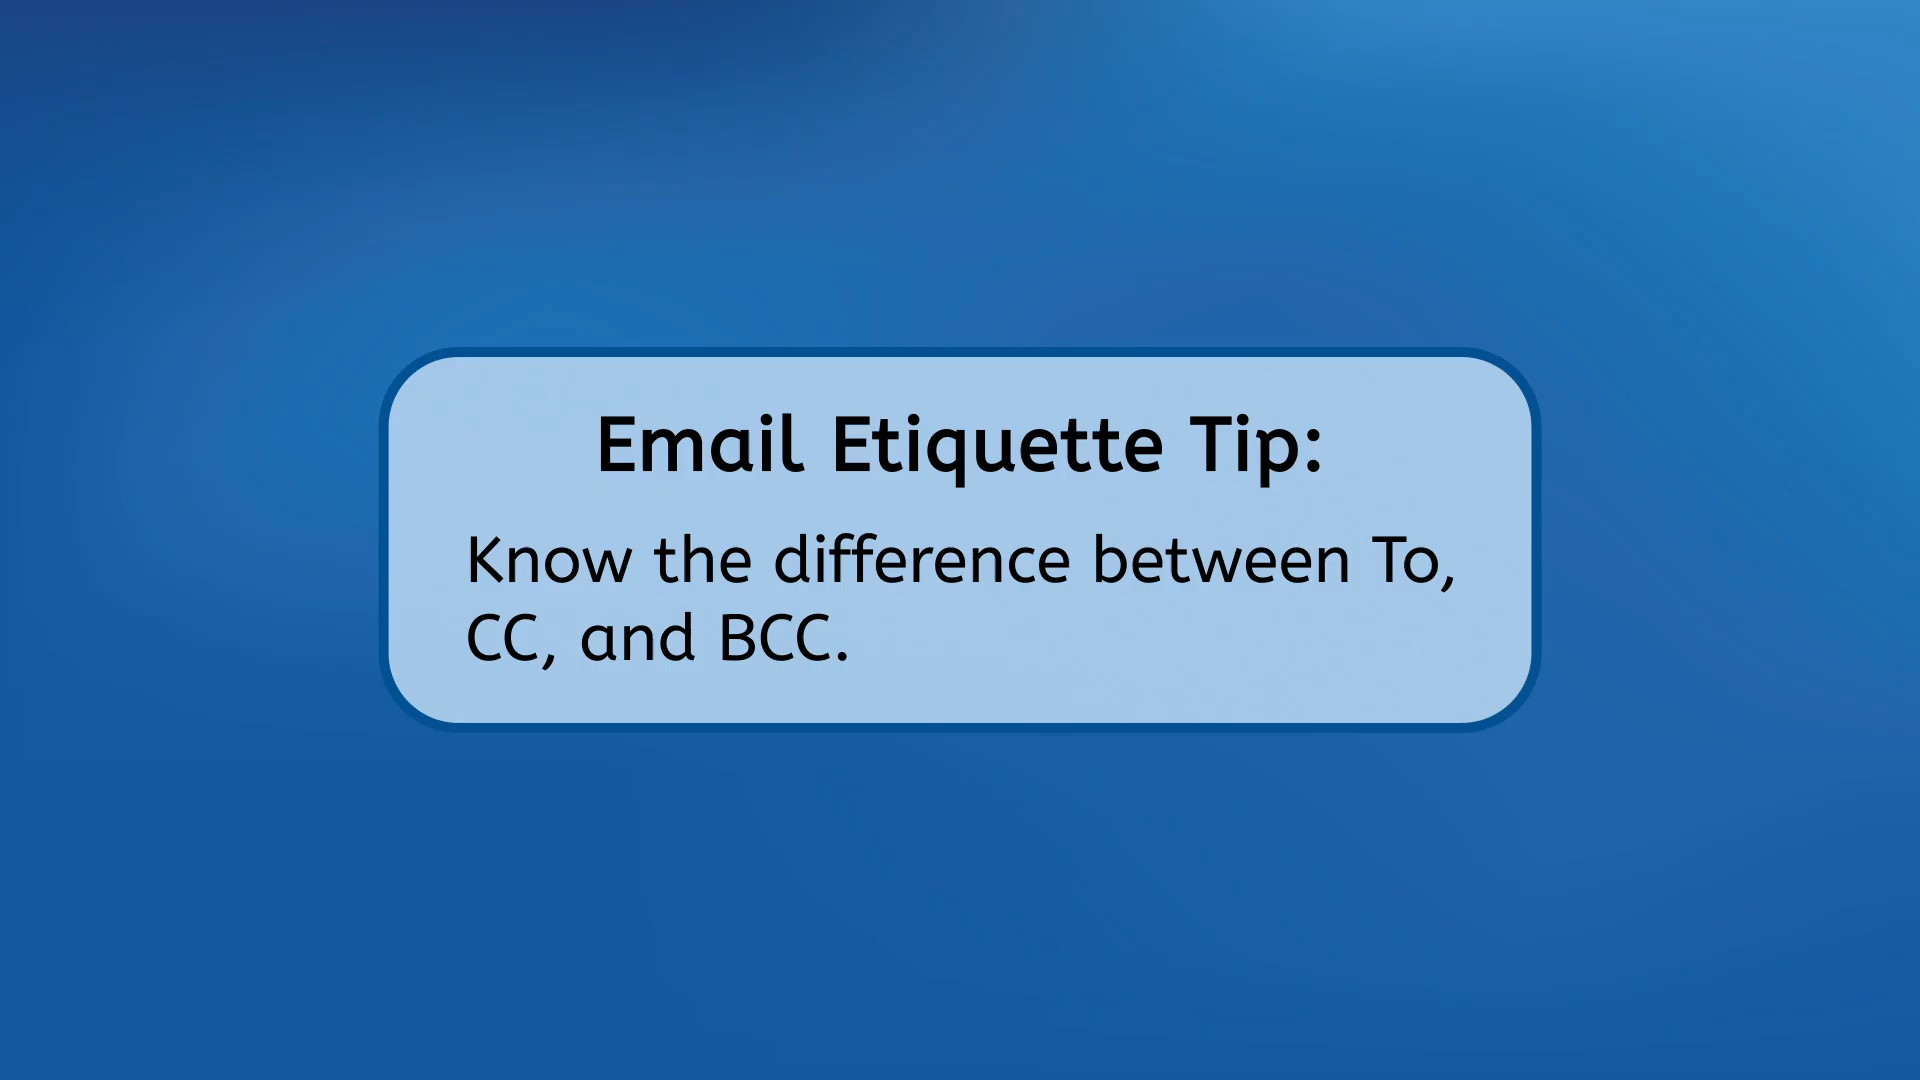 Email Etiquette Tip:
Know the difference between To,
CC, and BCC.